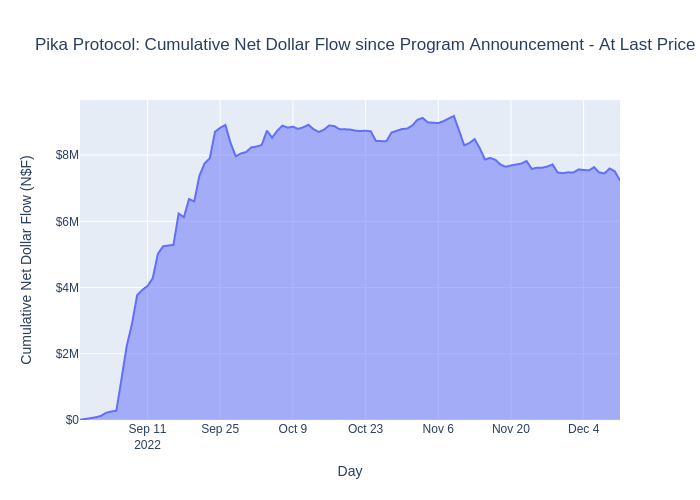 Pika Protocol: Cumulative Net Dollar Flow since Program Announcement - At Last Price
Cumulative Net Dollar Flow (N$F)
$8M
$6M
$4M
$2M
$0
Sep 11
2022
Sep 25
Oct 9
Oct 23
Nov 6
Nov 20
Dec 4
Day